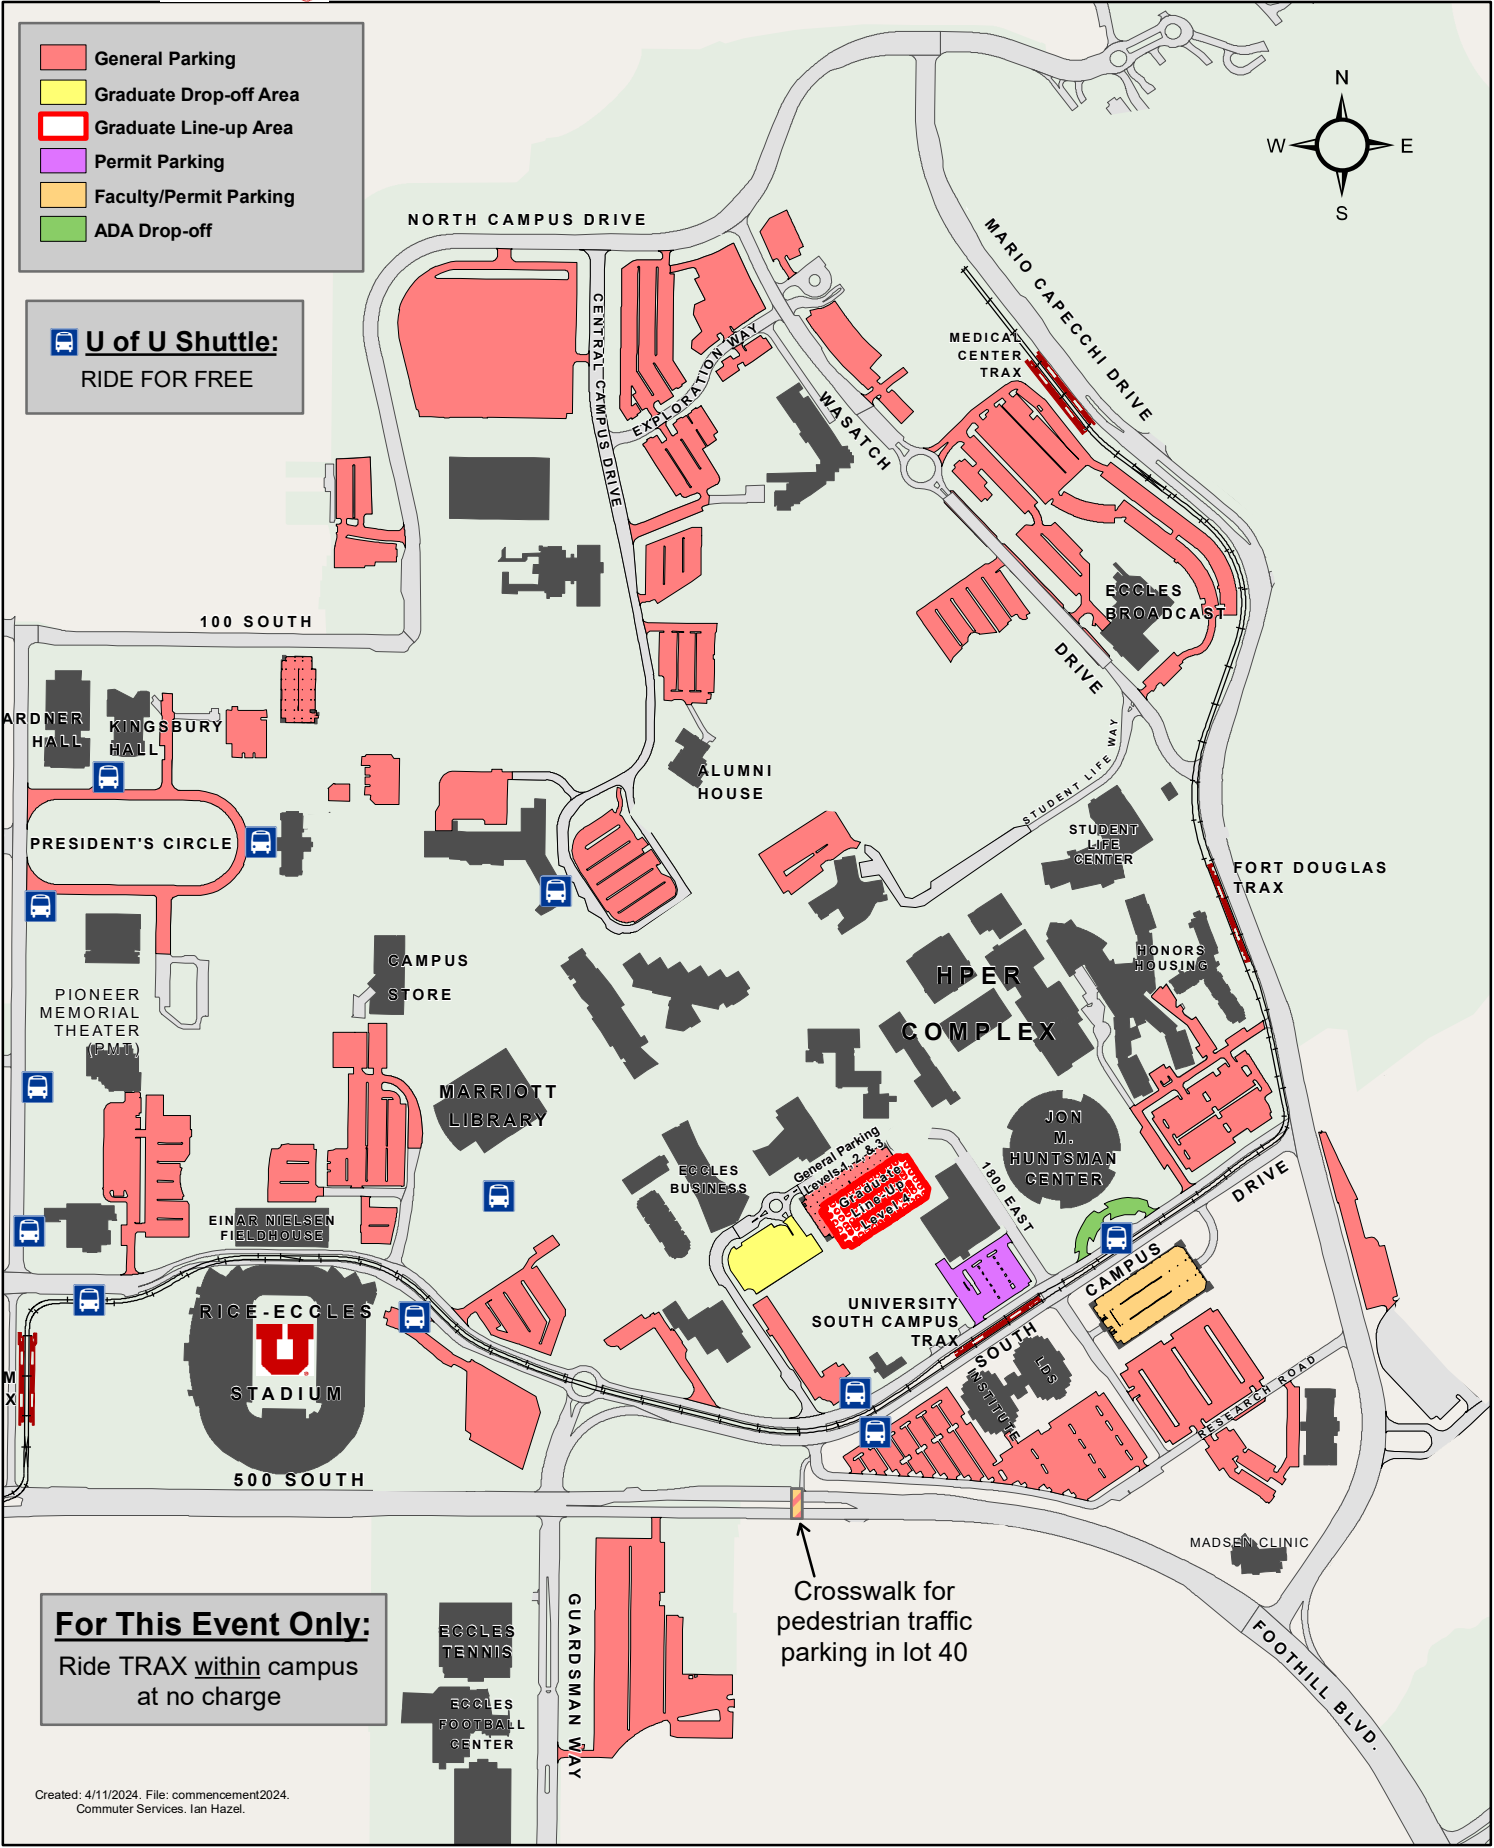 General Parking
Graduate Drop-off Area
Graduate Line-up Area
Permit Parking
Faculty/Permit Parking
ADA Drop-off
N
W
E
S
U of U Shuttle:
RIDE FOR FREE
NORTH CAMPUS DRIVE
CENTRAL CAMPUS DRIVE
EXPLORATION WAY
WASATCH
DRIVE
MARIO CAPECCHI DRIVE
MEDICAL
CENTER
TRAX
ECCLES
BROADCAST
100 SOUTH
ARDNER
HALL
KINGSBURY
HALL
PRESIDENT'S CIRCLE
ALUMNI
HOUSE
STUDENT LIFE WAY
STUDENT
LIFE
CENTER
FORT DOUGLAS
TRAX
HONORS
HOUSING
HPER
COMPLEX
CAMPUS
STORE
PIONEER
MEMORIAL
THEATER
(PMT)
MARRIOTT
LIBRARY
JON
M.
HUNTSMAN
CENTER
ECCLES
BUSINESS
General Parking
Levels 1, 2, & 3
Graduate
Line-Up
Level 4
1800 EAST
EINAR NIELSEN
FIELDHOUSE
RICE-ECCLES
U
STADIUM
UNIVERSITY
SOUTH CAMPUS
TRAX
SOUTH
CAMPUS
DRIVE
LDS
INSTITUTE
RESEARCH ROAD
M
X
500 SOUTH
MADSEN CLINIC
Crosswalk for
pedestrian traffic
parking in lot 40
FOOTHILL BLVD.
GUARDSMAN WAY
ECCLES
TENNIS
ECCLES
FOOTBALL
CENTER
For This Event Only:
Ride TRAX within campus
at no charge
Created: 4/11/2024. File: commencement2024.
Commuter Services. Ian Hazel.